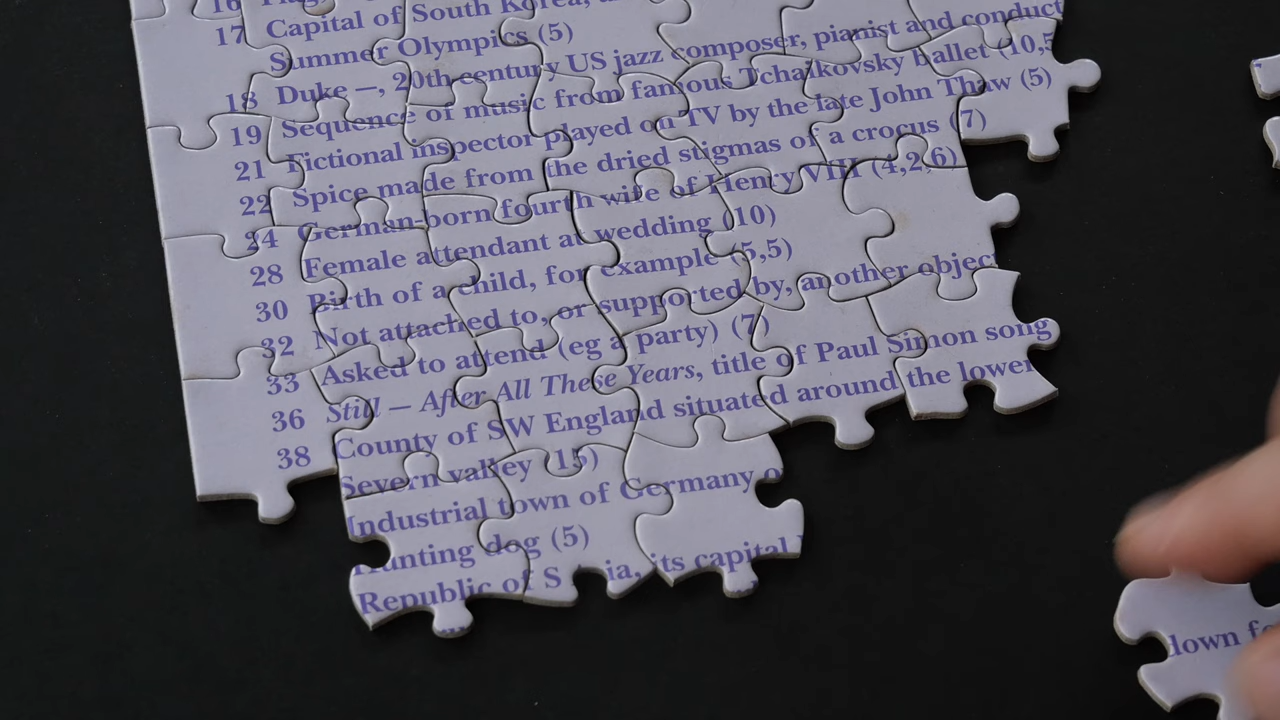 16
17 Capital of South Korea,
Summer Olympics (5)
18 Duke —, 20th-century US jazz composer, pianist and conduct
19 Sequence of music from famous Tchaikovsky ballet (10,5
21 Fictional inspector played on TV by the late John Thaw (5)
22 Spice made from the dried stigmas of a crocus (7)
24 German-born fourth wife of Henry VIII (4,2,6)
28 Female attendant at wedding (10)
30 Birth of a child, for example (5,5)
32 Not attached to, or supported by, another object
33 Asked to attend (eg a party) (7)
36 Still — After All These Years, title of Paul Simon song
38 County of SW England situated around the lower
Severn valley (15)
Industrial town of Germany
Hunting dog (5)
Republic of S ia, its capital
down